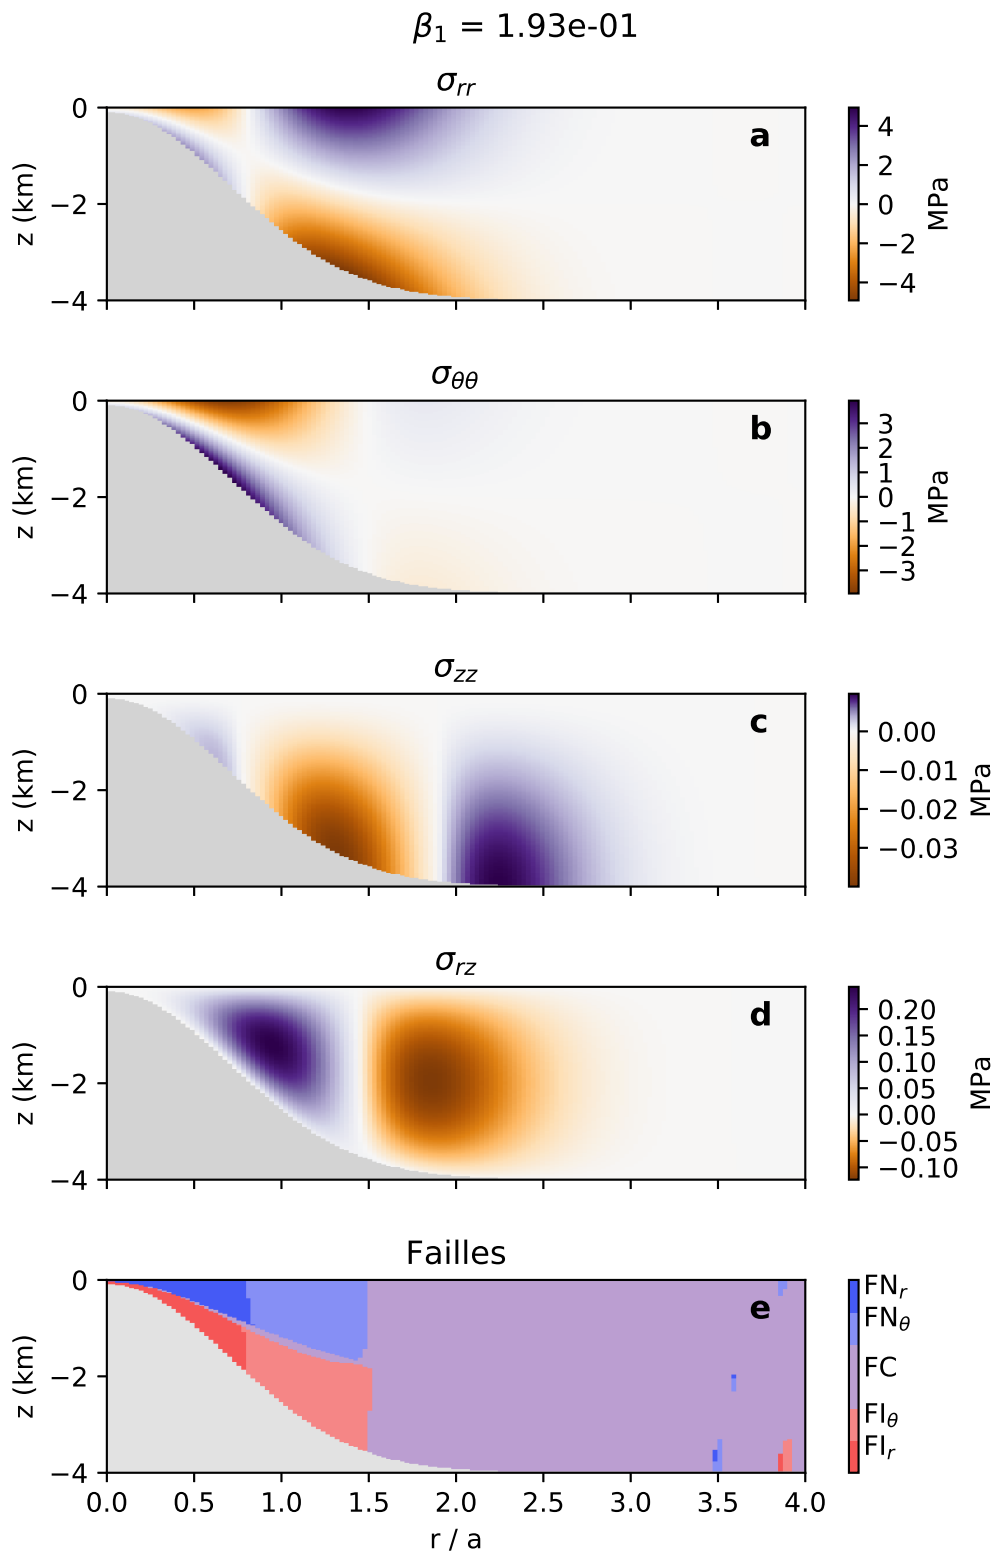 β₁ = 1.93e-01
σᵣᵣ
a
z (km)
0
−2
−4
4
2
0
−2
−4
MPa
σθθ
b
z (km)
0
−2
−4
3
2
1
0
−1
−2
−3
MPa
σzz
c
z (km)
0
−2
−4
0.00
−0.01
−0.02
−0.03
MPa
σrz
d
z (km)
0
−2
−4
0.20
0.15
0.10
0.05
0.00
−0.05
−0.10
MPa
Failles
e
z (km)
0
−2
−4
FNr
FNθ
FC
FIθ
FIr
0.0 0.5 1.0 1.5 2.0 2.5 3.0 3.5 4.0
r / a